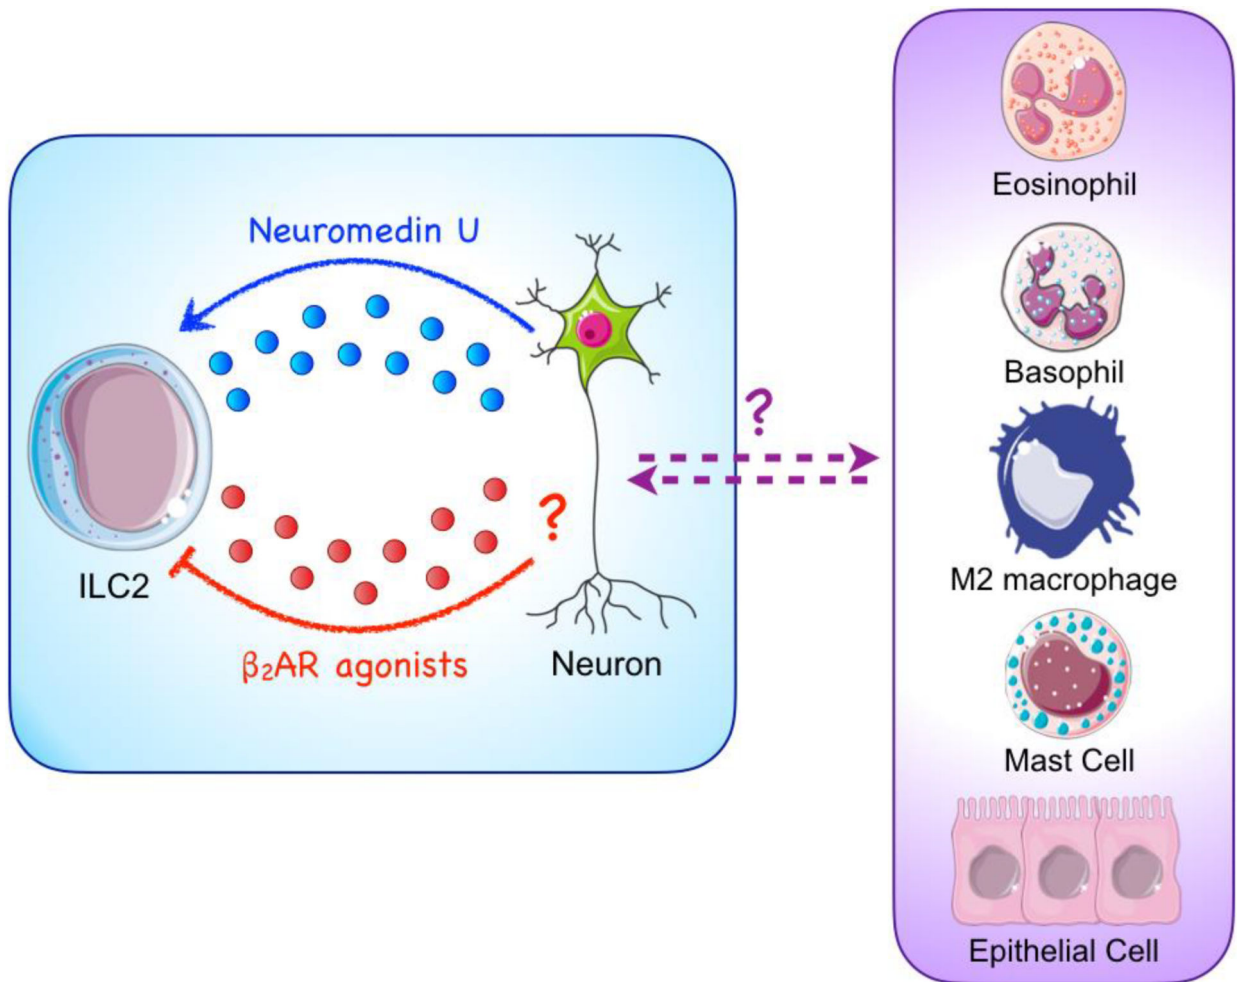 Neuromedin U
ILC2
?
β₂AR agonists
Neuron
?
Eosinophil
Basophil
M2 macrophage
Mast Cell
Epithelial Cell